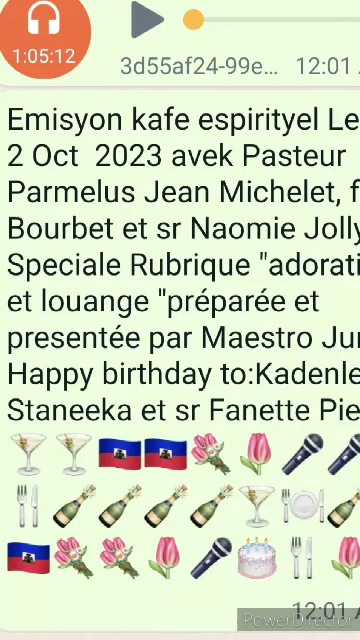 1:05:12
3d55af24-99e... 12:01
Emisyon kafe espirityel Le
2 Oct 2023 avek Pasteur
Parmelus Jean Michelet, f
Bourbet et sr Naomie Jolly
Speciale Rubrique "adorati
et louange "préparée et
presentée par Maestro Ju
Happy birthday to:Kadenle
Staneeka et sr Fanette Pie
12:01 A
PowerDirector